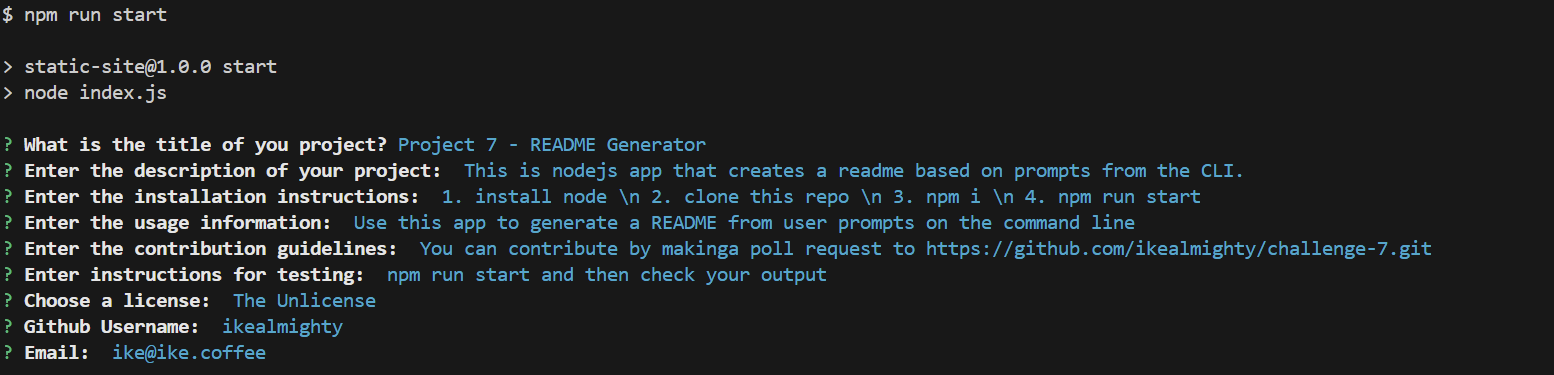 $ npm run start
> static-site@1.0.0 start
> node index.js
? What is the title of you project? Project 7 - README Generator
? Enter the description of your project:  This is nodejs app that creates a readme based on prompts from the CLI.
? Enter the installation instructions:  1. install node \n 2. clone this repo \n 3. npm i \n 4. npm run start
? Enter the usage information:  Use this app to generate a README from user prompts on the command line
? Enter the contribution guidelines:  You can contribute by makinga poll request to https://github.com/ikealmighty/challenge-7.git
? Enter instructions for testing:  npm run start and then check your output
? Choose a license:  The Unlicense
? Github Username:  ikealmighty
? Email:  ike@ike.coffee